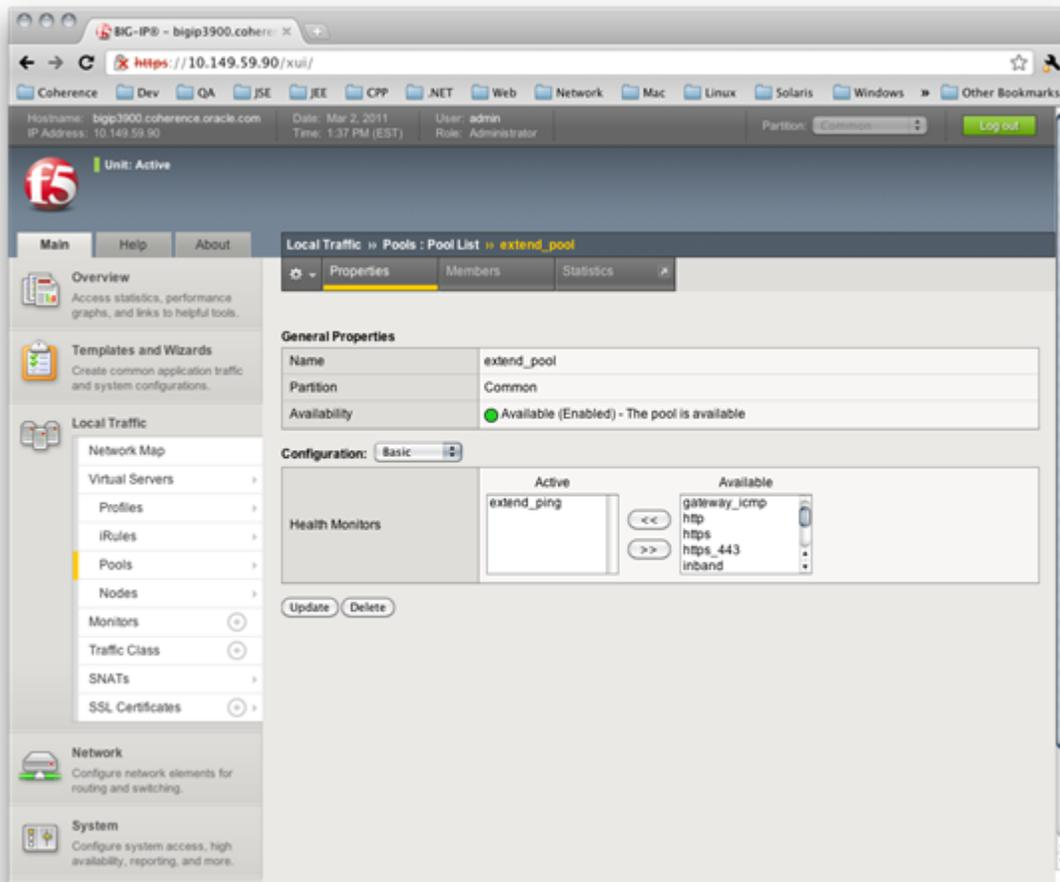 BIG-IP® - bigip3900.cohere
https://10.149.59.90/xui/
Coherence Dev QA JSE JEE CPP .NET Web Network Mac Linux Solaris Windows » Other Bookmarks
Hostname: bigip3900.coherence.oracle.com Date: Mar 2, 2011 User: admin
IP Address: 10.149.59.90 Time: 1:37 PM (EST) Role: Administrator
Partition: Common Log out
f5 Unit: Active
Main Help About
Local Traffic » Pools : Pool List » extend_pool
Properties Members Statistics
Overview
Access statistics, performance
graphs, and links to helpful tools.
Templates and Wizards
Create common application traffic
and system configurations.
Local Traffic
Network Map
Virtual Servers
Profiles
iRules
Pools
Nodes
Monitors
Traffic Class
SNATs
SSL Certificates
Network
Configure network elements for
routing and switching.
System
Configure system access, high
availability, reporting, and more.
General Properties
Name extend_pool
Partition Common
Availability Available (Enabled) - The pool is available
Configuration: Basic
Health Monitors
Active
extend_ping
<<
>>
Available
gateway_icmp
http
https
https_443
inband
Update Delete